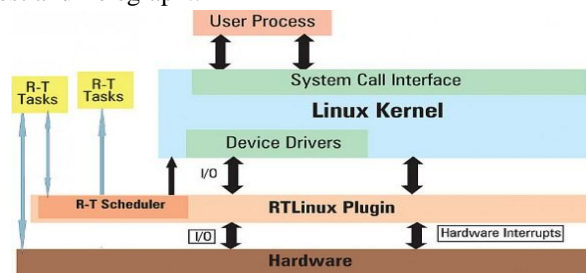 User Process
System Call Interface
R-T
Tasks
R-T
Tasks
Linux Kernel
Device Drivers
I/O
R-T Scheduler
RTLinux Plugin
I/O
Hardware Interrupts
Hardware